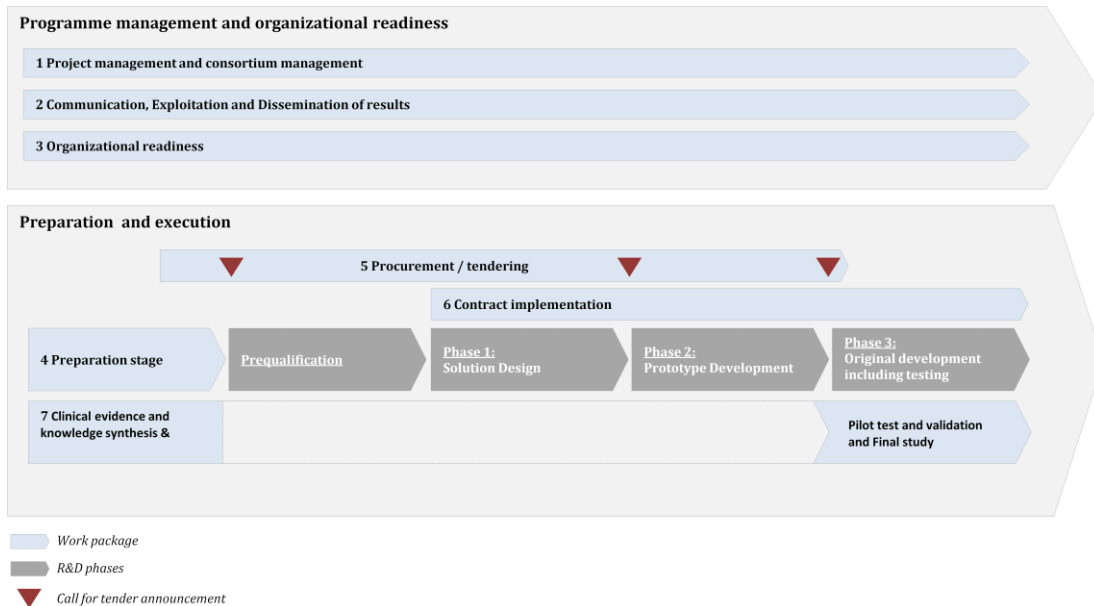 Programme management and organizational readiness
1 Project management and consortium management
2 Communication, Exploitation and Dissemination of results
3 Organizational readiness
Preparation  and execution
5 Procurement / tendering
6 Contract implementation
4 Preparation stage
Prequalification
Phase 1:
Solution Design
Phase 2:
Prototype Development
Phase 3:
Original development
including testing
7 Clinical evidence and
knowledge synthesis &
Pilot test and validation
and Final study
Work package
R&D phases
Call for tender announcement